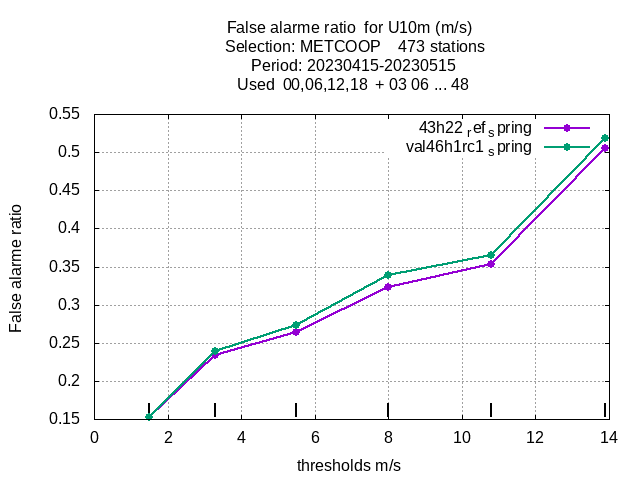 False alarme ratio  for U10m (m/s)
Selection: METCOOP    473 stations
Period: 20230415-20230515
Used  00,06,12,18  + 03 06 ... 48
43h22 ref spring
val46h1rc1 spring
0.55
0.5
0.45
0.4
0.35
0.3
0.25
0.2
0.15
False alarme ratio
0 2 4 6 8 10 12 14
thresholds m/s